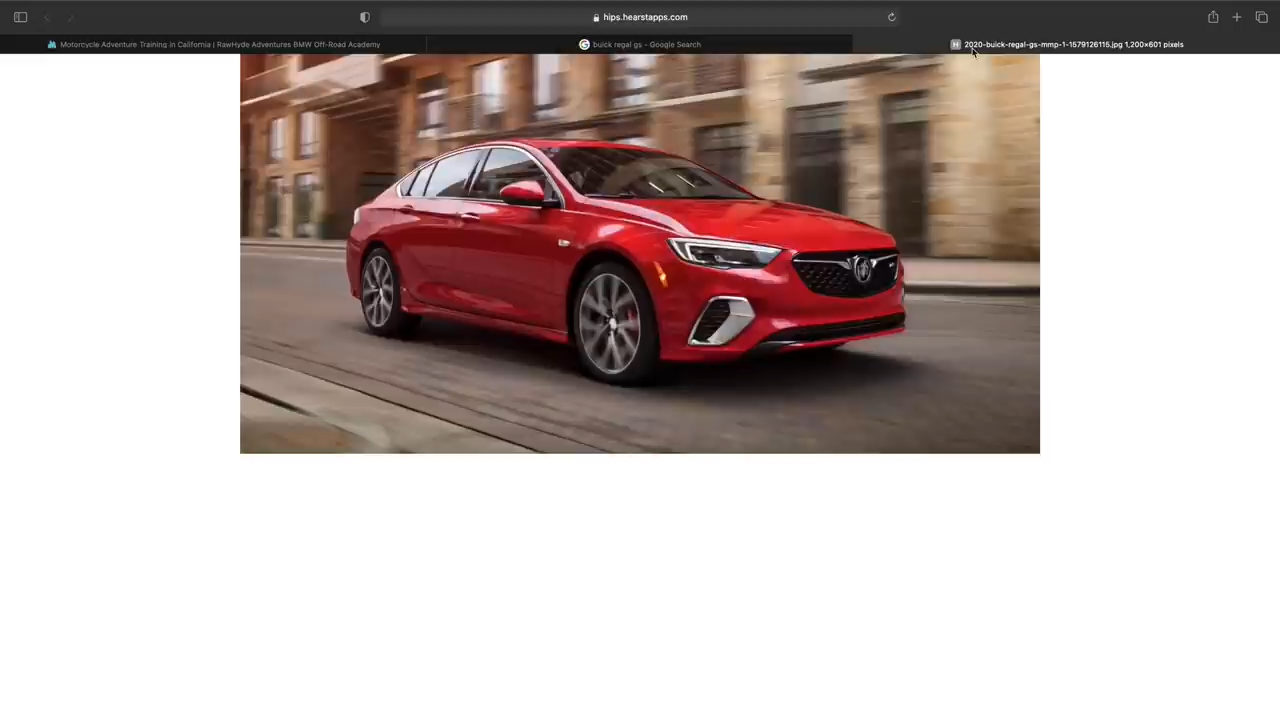 hips.hearstapps.com
Motorcycle Adventure Training in California | RawHyde Adventures BMW Off-Road Academy
buick regal gs - Google Search
H 2020-buick-regal-gs-mmp-1-1579126115.jpg 1,200×601 pixels